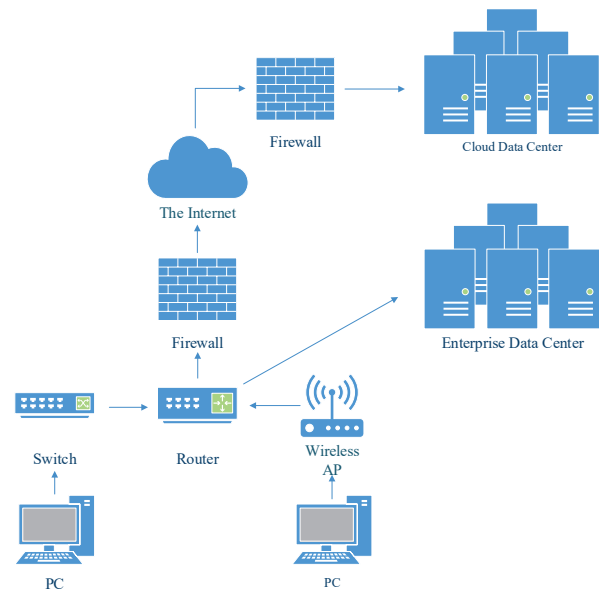 Firewall
Cloud Data Center
The Internet
Firewall
Enterprise Data Center
Switch
Router
Wireless
AP
PC
PC